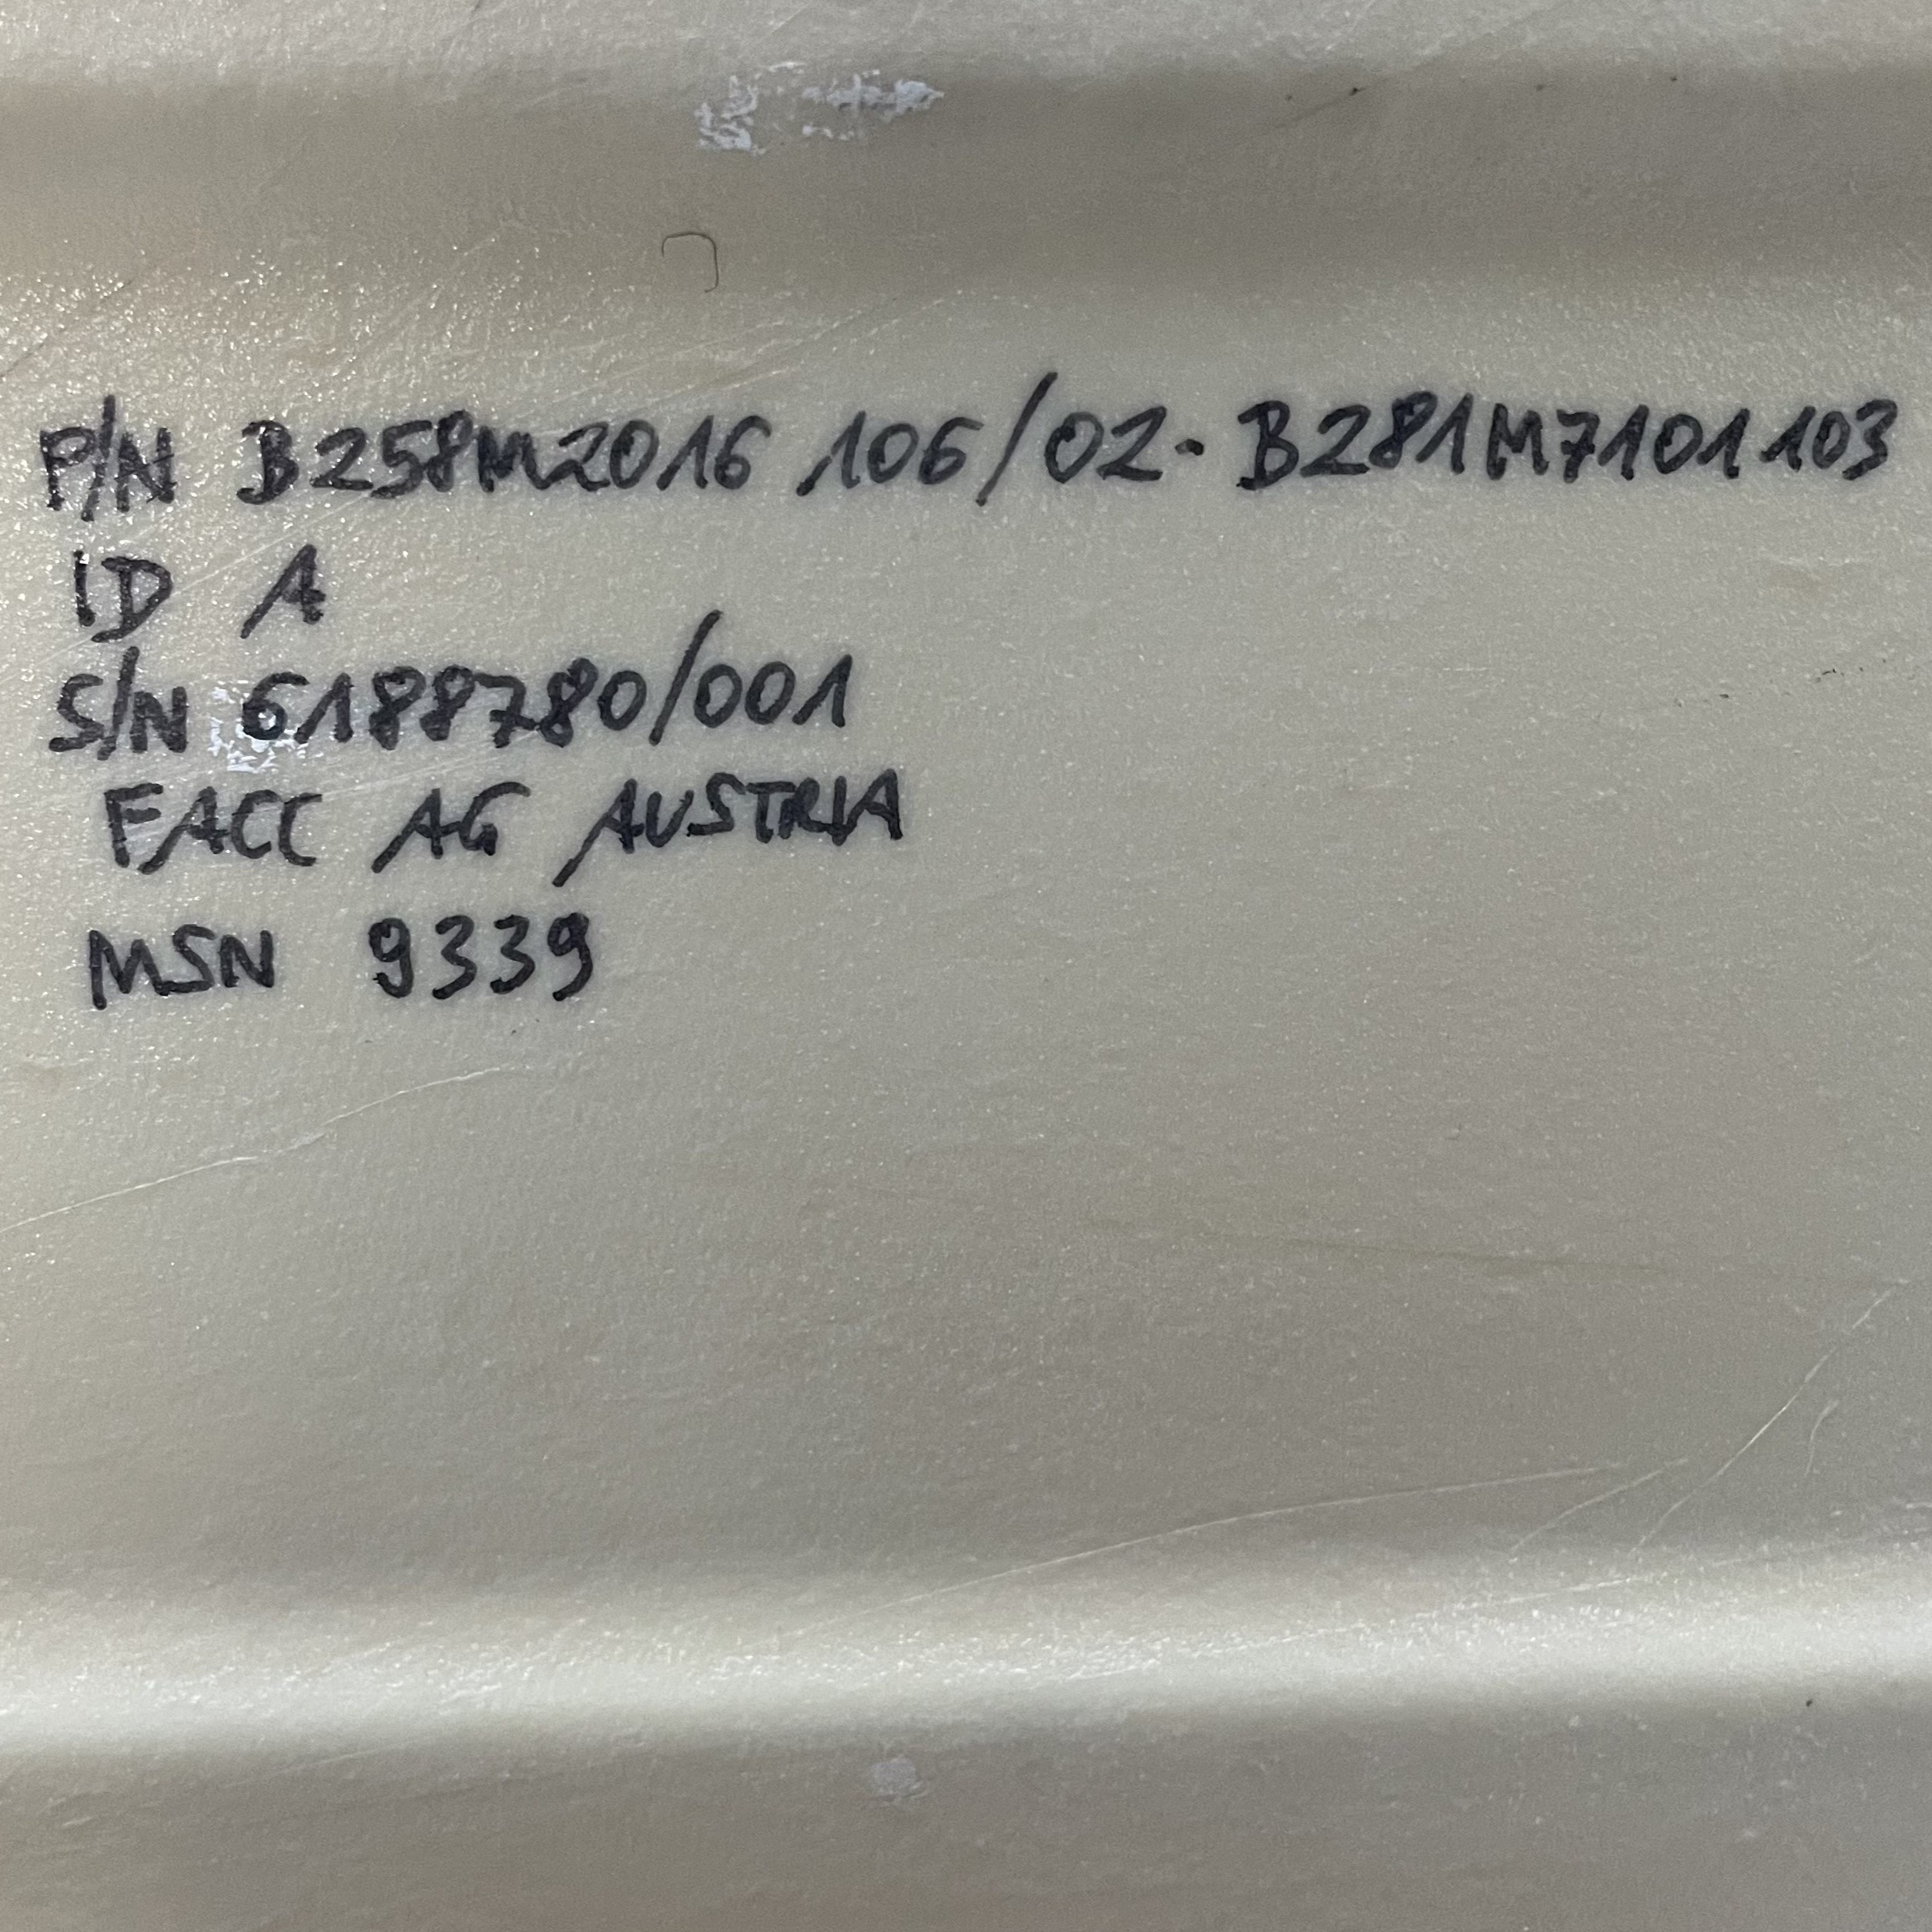 P/N B258M2016 106/02- B281M7101103
ID A
S/N 6188780/001
FACC AG AUSTRIA
MSN 9339